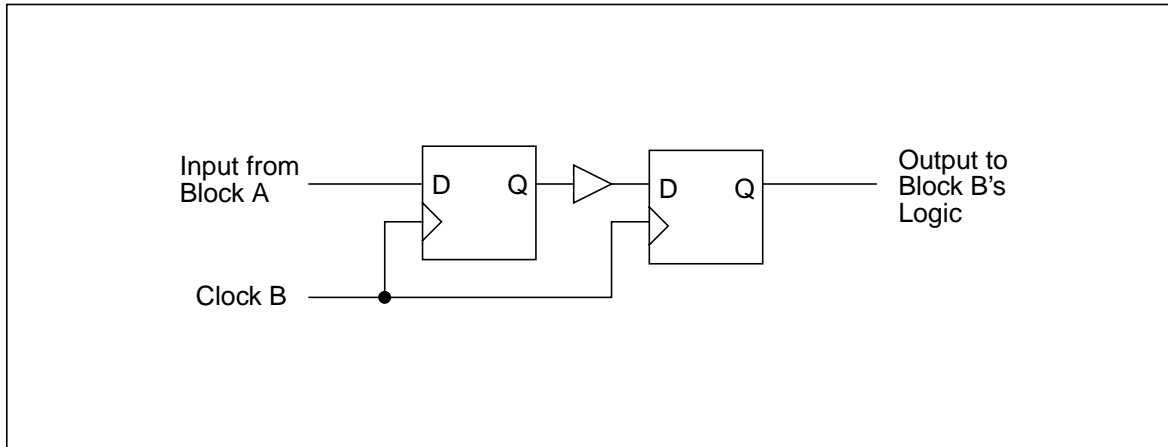 Input from
Block A
D
Q
D
Q
Output to
Block B's
Logic
Clock B